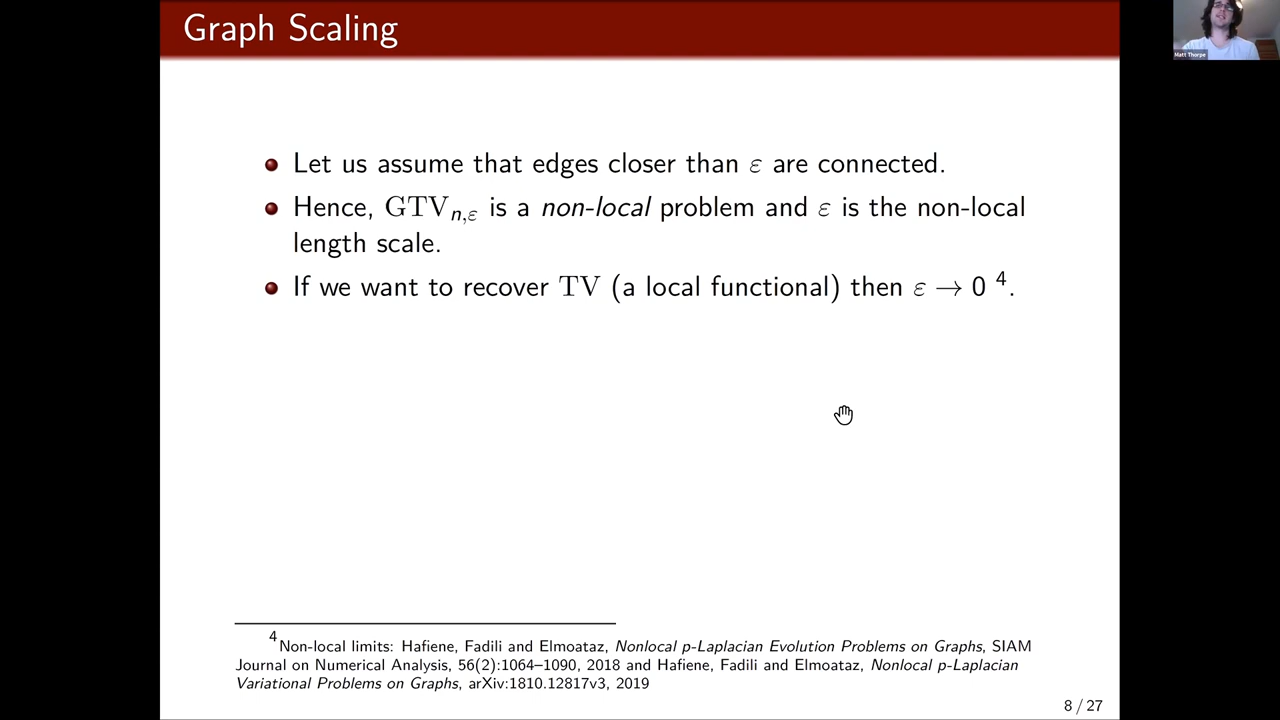 Graph Scaling
Matt Thorpe
Let us assume that edges closer than ε are connected.
Hence, GTVn,ε is a non-local problem and ε is the non-local
length scale.
If we want to recover TV (a local functional) then ε → 0 4.
4Non-local limits: Hafiene, Fadili and Elmoataz, Nonlocal p-Laplacian Evolution Problems on Graphs, SIAM
Journal on Numerical Analysis, 56(2):1064–1090, 2018 and Hafiene, Fadili and Elmoataz, Nonlocal p-Laplacian
Variational Problems on Graphs, arXiv:1810.12817v3, 2019
8 / 27